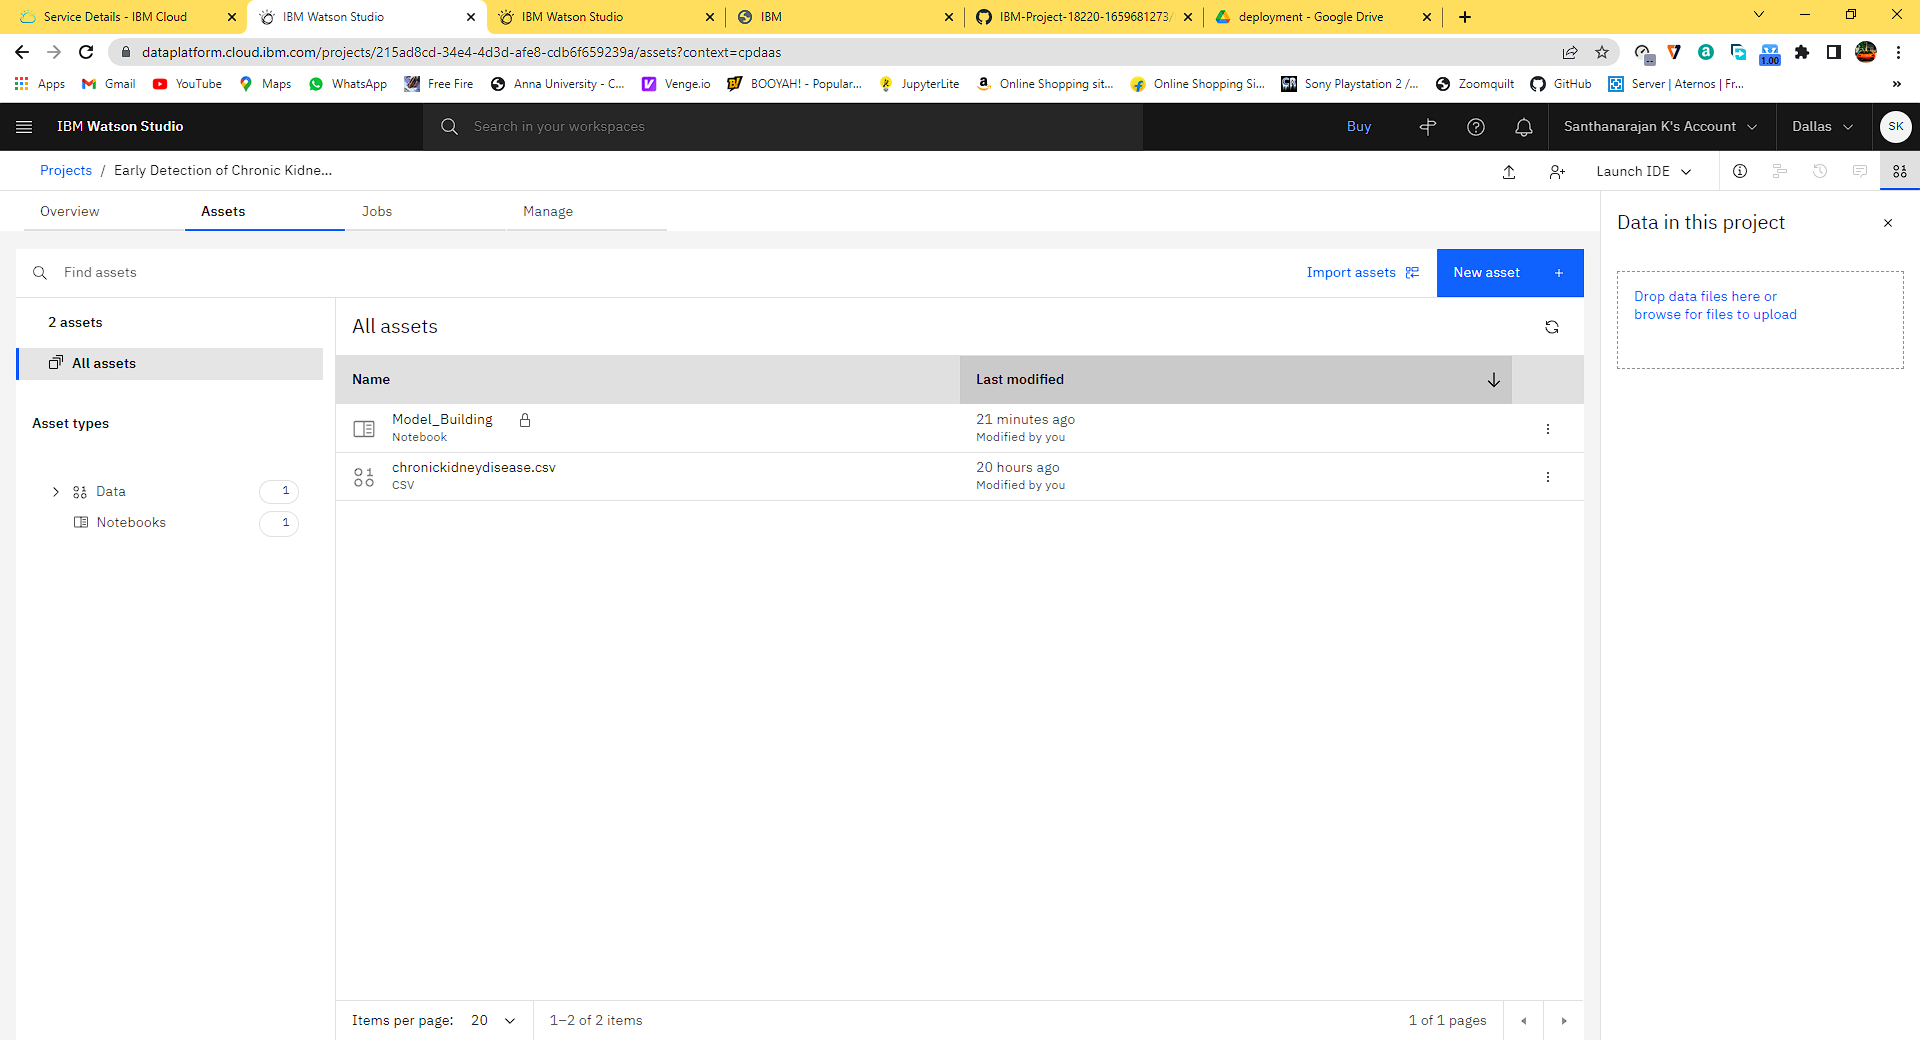 Service Details - IBM Cloud
IBM Watson Studio
IBM Watson Studio
IBM
IBM-Project-18220-1659681273/
deployment - Google Drive
dataplatform.cloud.ibm.com/projects/215ad8cd-34e4-4d3d-afe8-cdb6f659239a/assets?context=cpdaas
1.00
Apps
Gmail
YouTube
Maps
WhatsApp
Free Fire
Anna University - C...
Venge.io
BOOYAH! - Popular...
JupyterLite
Online Shopping sit...
Online Shopping Si...
Sony Playstation 2 /...
Zoomquilt
GitHub
Server | Aternos | Fr...
IBM Watson Studio
Search in your workspaces
Buy
Santhanarajan K's Account
Dallas
SK
Projects / Early Detection of Chronic Kidne...
Launch IDE
Overview
Assets
Jobs
Manage
Data in this project
Drop data files here or
browse for files to upload
Find assets
Import assets
New asset +
2 assets
All assets
Asset types
Data 1
Notebooks 1
All assets
Name
Last modified
Model_Building
Notebook
21 minutes ago
Modified by you
chronickidneydisease.csv
CSV
20 hours ago
Modified by you
Items per page: 20
1–2 of 2 items
1 of 1 pages